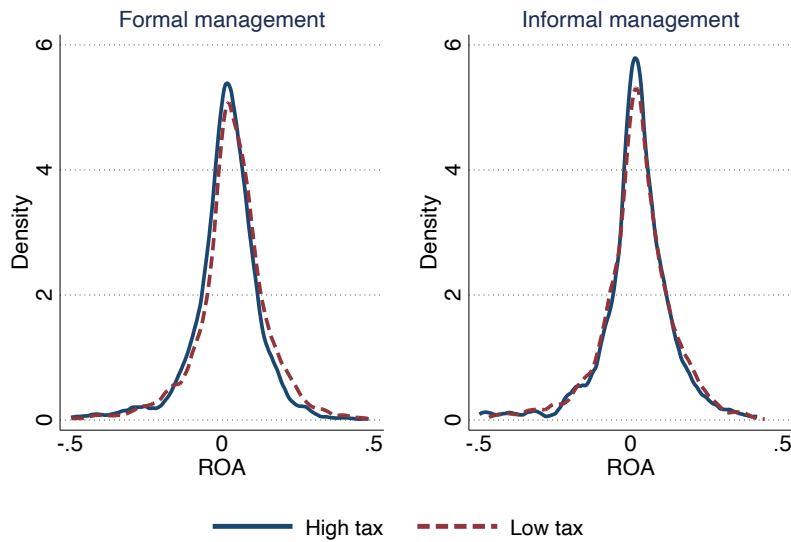 Formal management
Informal management
6
4
2
0
Density
-.5
0
.5
ROA
6
4
2
0
Density
-.5
0
.5
ROA
High tax
Low tax